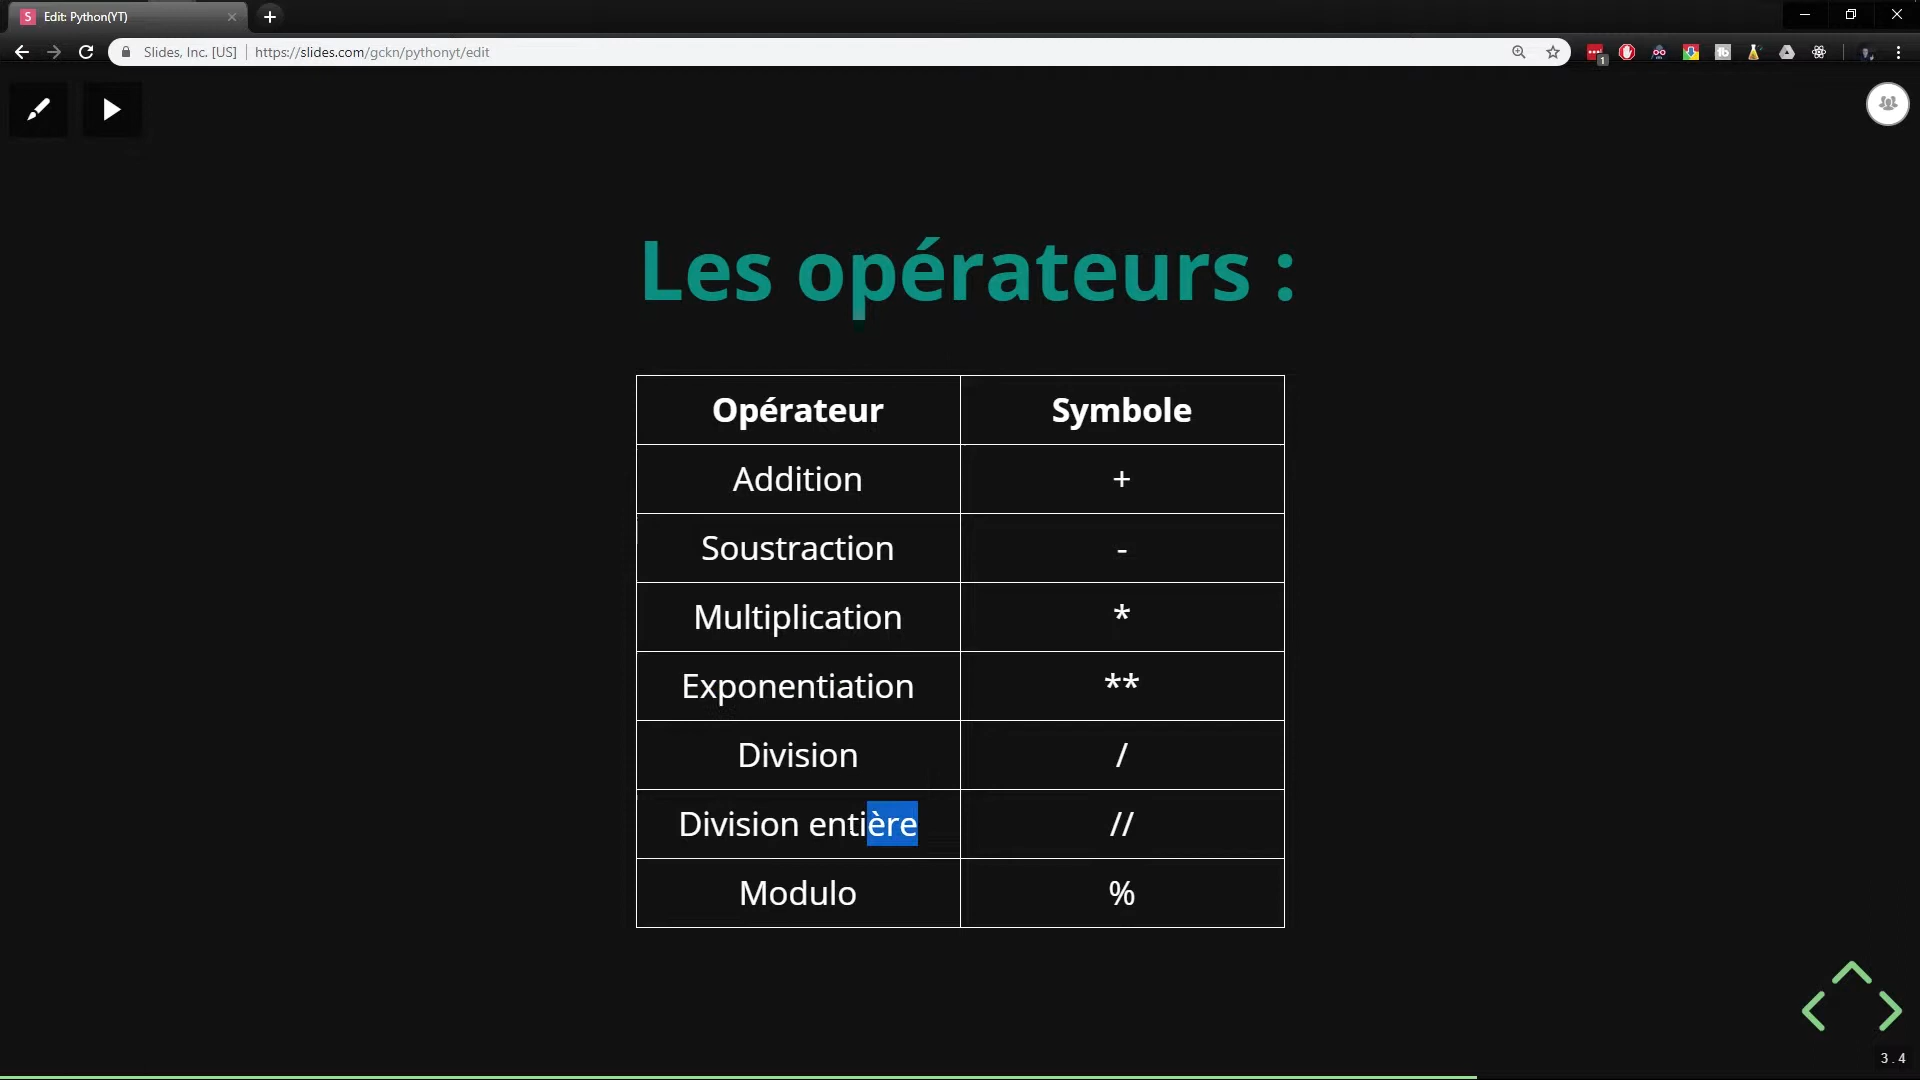 Edit: Python(YT)
Slides, Inc. [US] https://slides.com/gckn/pythonyt/edit
1
Les opérateurs :
Opérateur Symbole
Addition +
Soustraction -
Multiplication *
Exponentiation **
Division /
Division entière //
Modulo %
3.4